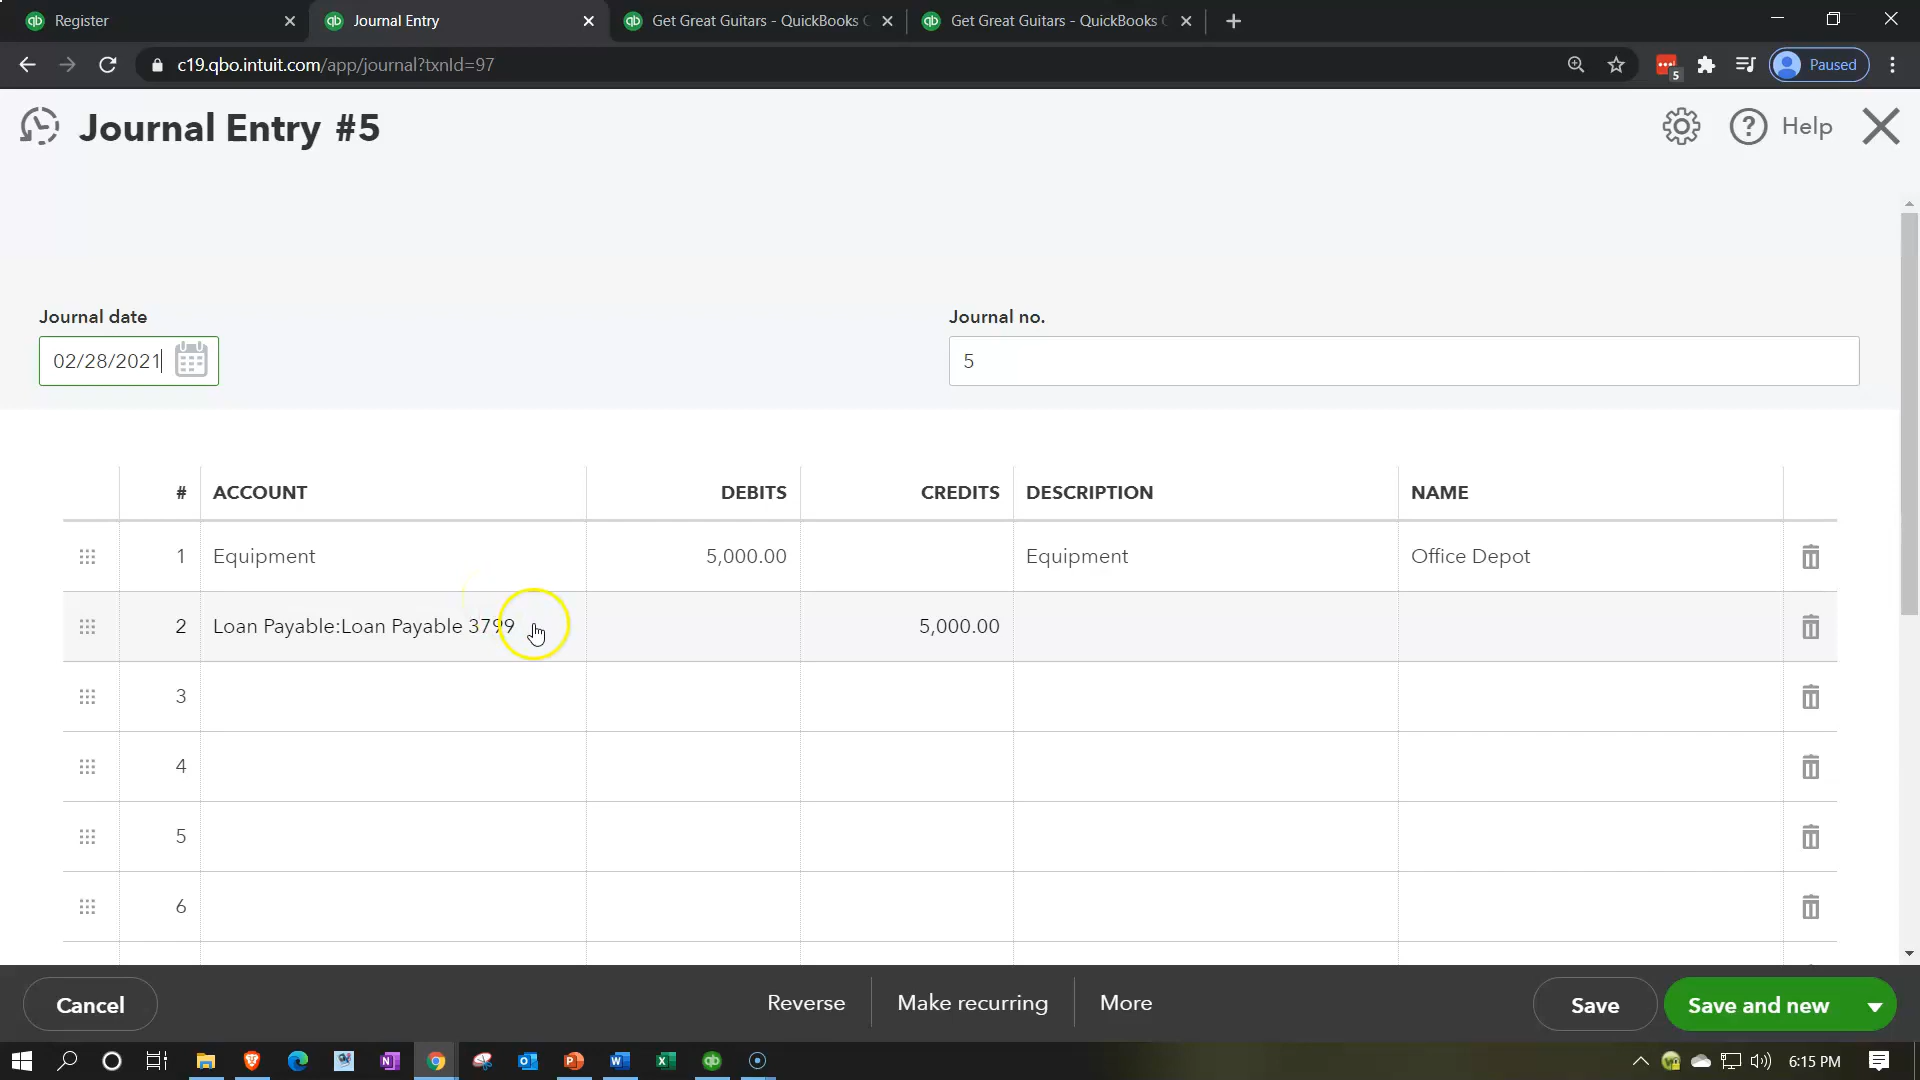 Register
Journal Entry
Get Great Guitars - QuickBooks
Get Great Guitars - QuickBooks
c19.qbo.intuit.com/app/journal?txnId=97
5
Paused
Journal Entry #5
Help
Journal date
Journal no.
02/28/2021
5
# ACCOUNT DEBITS CREDITS DESCRIPTION NAME
1 Equipment 5,000.00 Equipment Office Depot
2 Loan Payable:Loan Payable 3799 5,000.00
3
4
5
6
Cancel
Reverse
Make recurring
More
Save
Save and new
6:15 PM